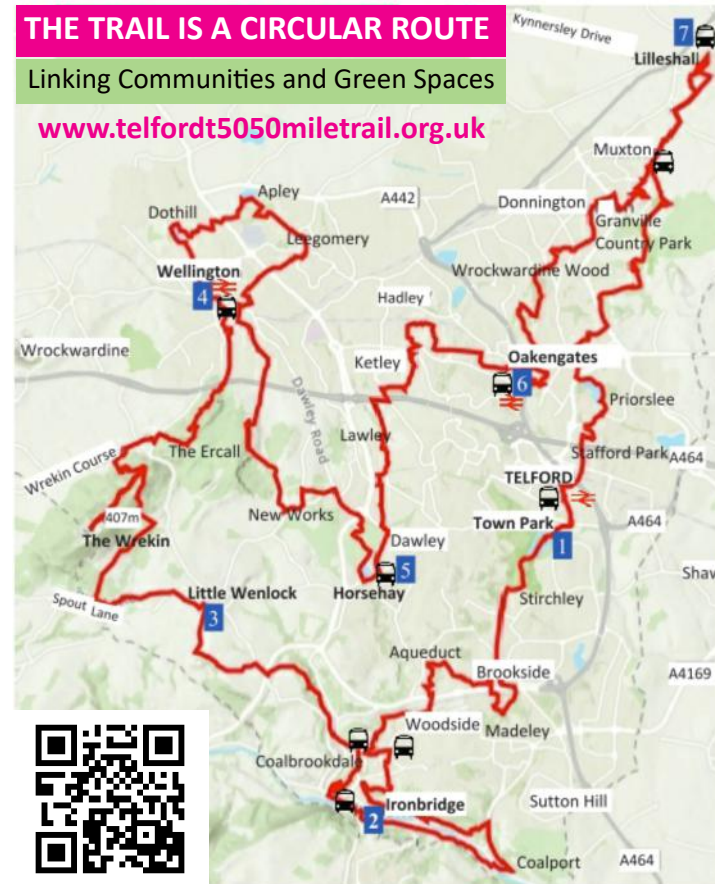 THE TRAIL IS A CIRCULAR ROUTE
Linking Communities and Green Spaces
www.telfordt5050miletrail.org.uk
Kynnersley Drive
7
Lilleshall
Muxton
Apley
A442
Donnington
Dothill
Granville
Country Park
Leegomery
Wellington
Wrockwardine Wood
4
Hadley
Wrockwardine
Oakengates
Ketley
6
Dawley Road
Priorslee
Lawley
The Ercall
Stafford Park
A464
Wrekin Course
TELFORD
407m
New Works
Town Park
A464
The Wrekin
Dawley
1
5
Shaw
Spout Lane
Little Wenlock
Horsehay
Stirchley
3
Aqueduct
Brookside
A4169
Woodside
Madeley
Coalbrookdale
Ironbridge
Sutton Hill
2
Coalport
A464